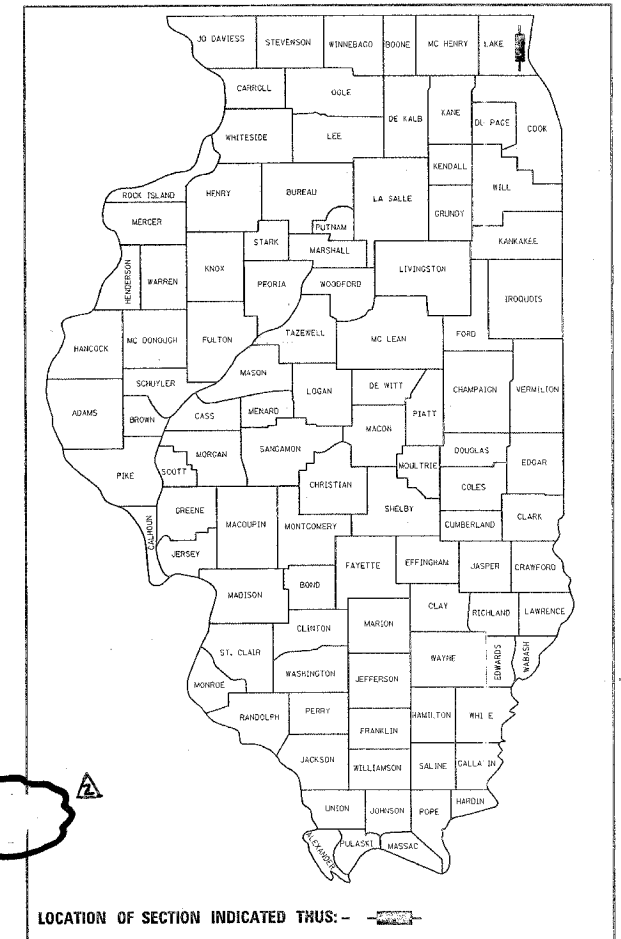 JO DAVIESS STEVENSON WINNEBAGO BOONE MC HENRY LAKE
CARROLL OGLE DE KALB KANE DU PACE COOK
WHITESIDE LEE
KENDALL WILL
ROCK ISLAND HENRY BUREAU LA SALLE GRUNDY
MERCER PUTNAM
STARK MARSHALL KANKAKEE
HENDERSON WARREN KNOX PEORIA WOODFORD LIVINGSTON IROQUOIS
HANCOCK MC DONOUGH FULTON TAZEWELL MC LEAN FORD
MASON
SCHUYLER LOGAN DE WITT CHAMPAIGN VERMILION
ADAMS BROWN CASS MENARD MACON PIATT
PIKE SCOTT MORGAN SANGAMON MOULTRIE DOUGLAS EDGAR
CHRISTIAN COLES
GREENE SHELBY
CALHOUN MACOUPIN MONTGOMERY CUMBERLAND CLARK
JERSEY
FAYETTE EFFINGHAM JASPER CRAWFORD
MADISON BOND
CLAY RICHLAND LAWRENCE
CLINTON MARION
ST. CLAIR WAYNE EDWARDS WABASH
WASHINGTON JEFFERSON
MONROE
RANDOLPH PERRY HAMILTON WHI E
FRANKLIN
JACKSON WILLIAMSON SALINE GALLA IN
2
UNION JOHNSON POPE HARDIN
ALEXANDER PULASKI MASSAC
LOCATION OF SECTION INDICATED THUS: -